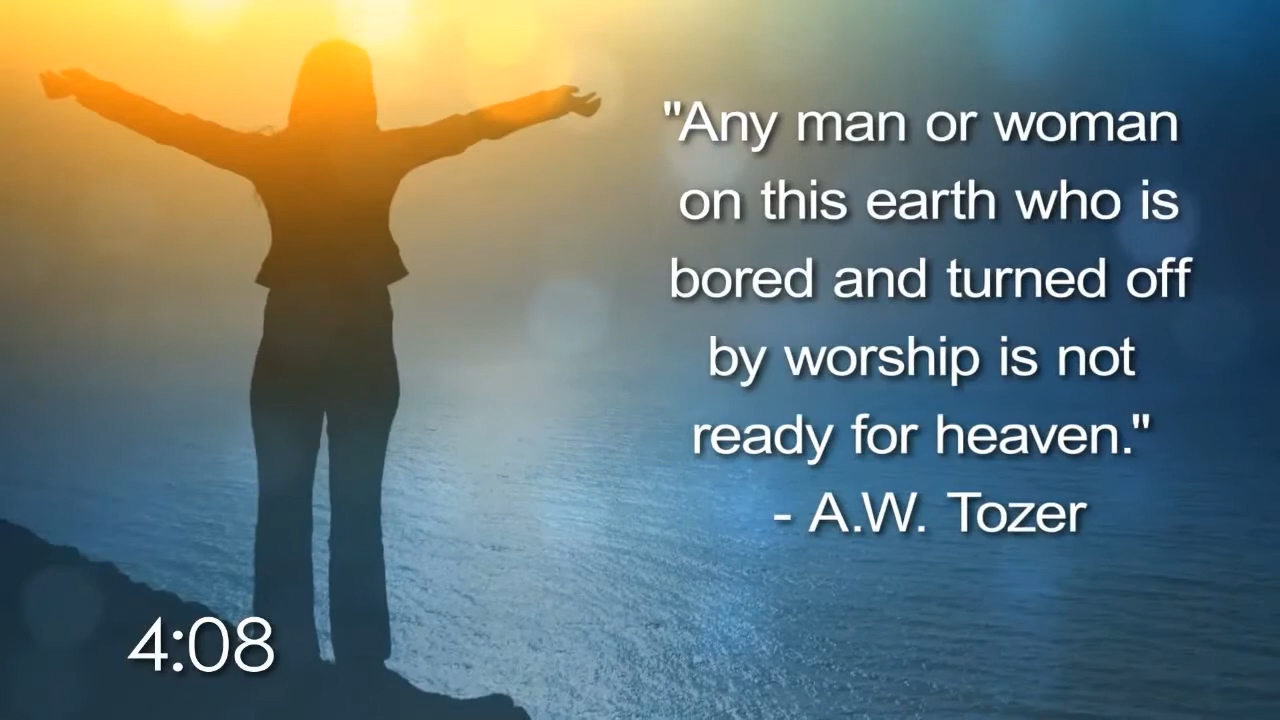 "Any man or woman
on this earth who is
bored and turned off
by worship is not
ready for heaven."
- A.W. Tozer
4:08